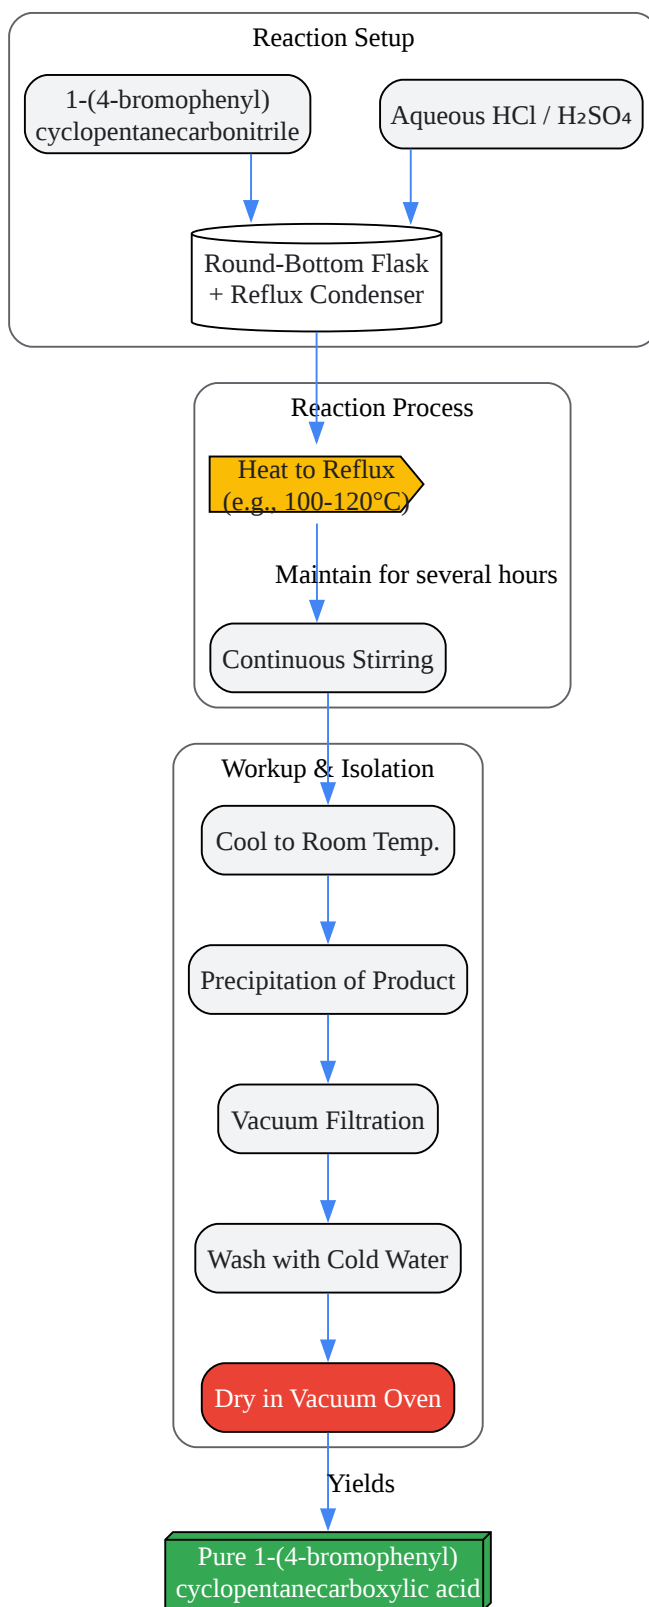 Reaction Setup
1-(4-bromophenyl)
cyclopentanecarbonitrile
Aqueous HCl / H₂SO₄
Round-Bottom Flask
+ Reflux Condenser
Reaction Process
Heat to Reflux
(e.g., 100-120°C)
Maintain for several hours
Continuous Stirring
Workup & Isolation
Cool to Room Temp.
Precipitation of Product
Vacuum Filtration
Wash with Cold Water
Dry in Vacuum Oven
Yields
Pure 1-(4-bromophenyl)
cyclopentanecarboxylic acid